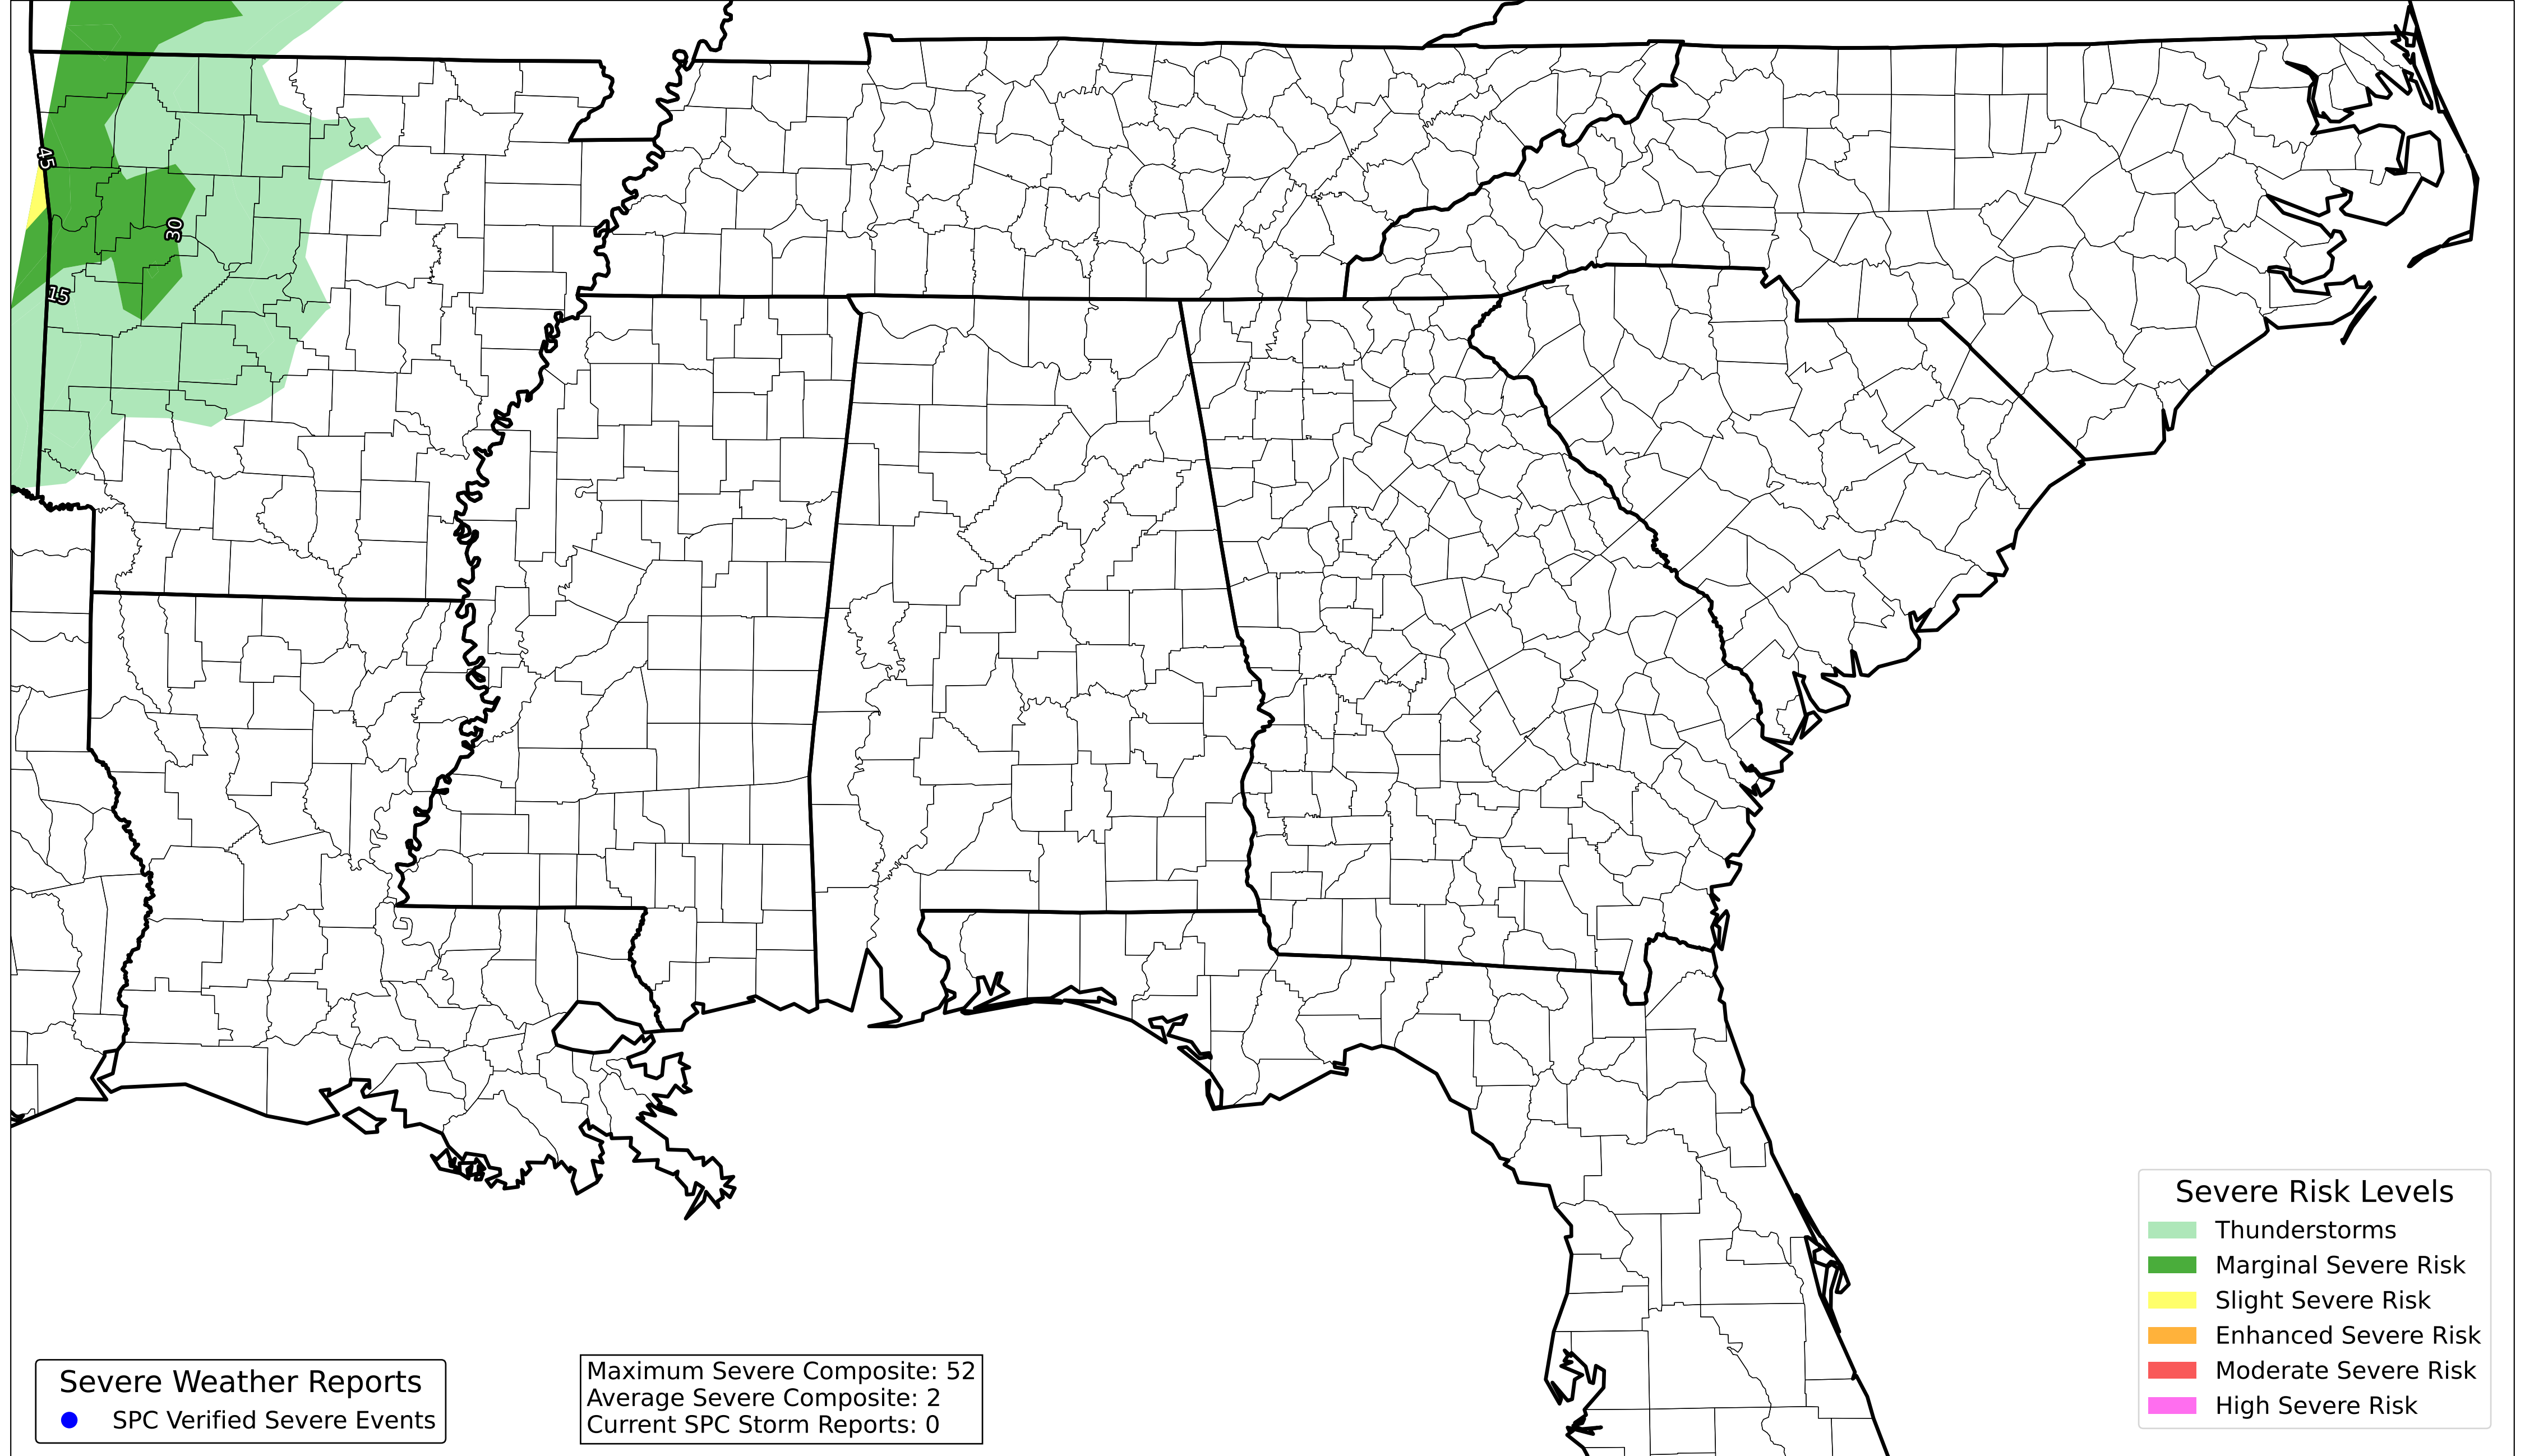 45
30
15
Severe Risk Levels
Thunderstorms
Marginal Severe Risk
Slight Severe Risk
Enhanced Severe Risk
Moderate Severe Risk
High Severe Risk
Severe Weather Reports
SPC Verified Severe Events
Maximum Severe Composite: 52
Average Severe Composite: 2
Current SPC Storm Reports: 0